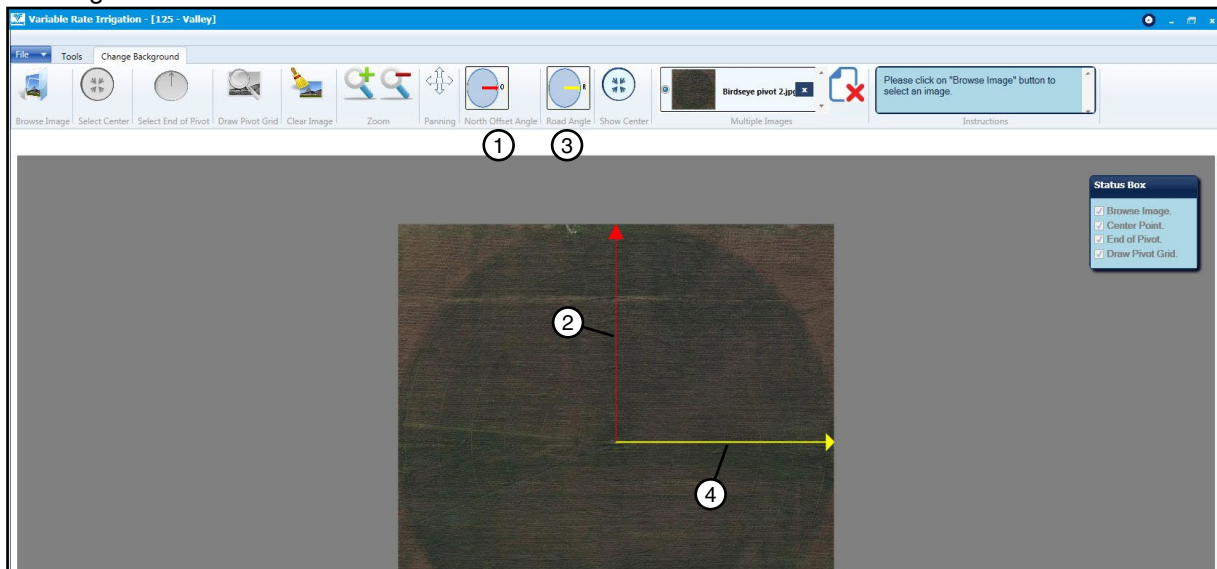 Variable Rate Irrigation - [125 - Valley]
File Tools Change Background
O R
Birdseye pivot 2.jpg x
Please click on "Browse Image" button to
select an image.
Browse Image Select Center Select End of Pivot Draw Pivot Grid Clear Image Zoom Panning North Offset Angle Road Angle Show Center Multiple Images Instructions
1 3
Status Box
Browse Image.
Center Point.
End of Pivot.
Draw Pivot Grid.
2
4